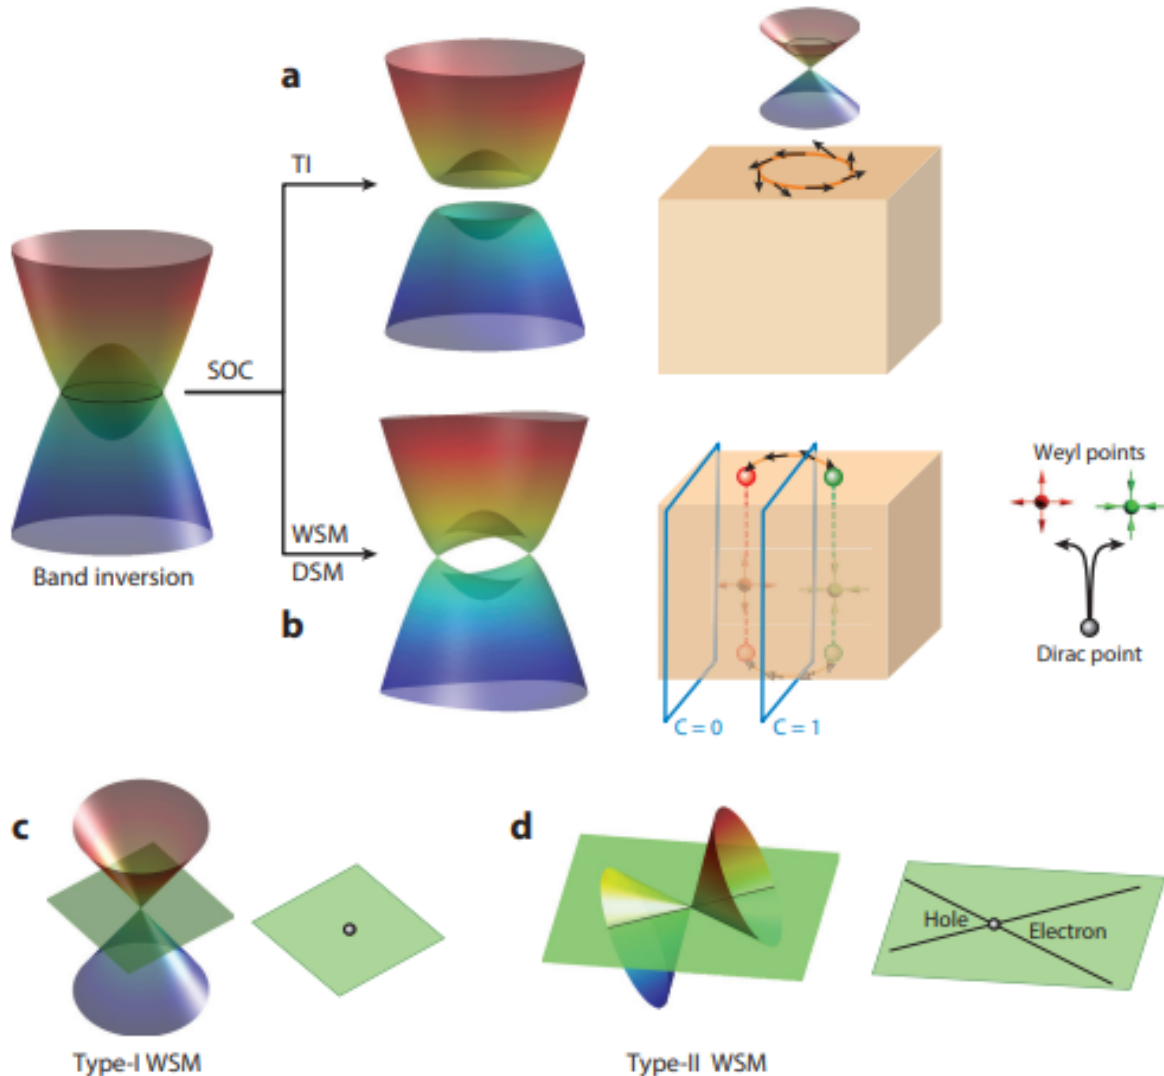 a
TI
SOC
Band inversion
WSM
DSM
b
Weyl points
Dirac point
C = 0
C = 1
c
d
Hole
Electron
Type-I WSM
Type-II WSM